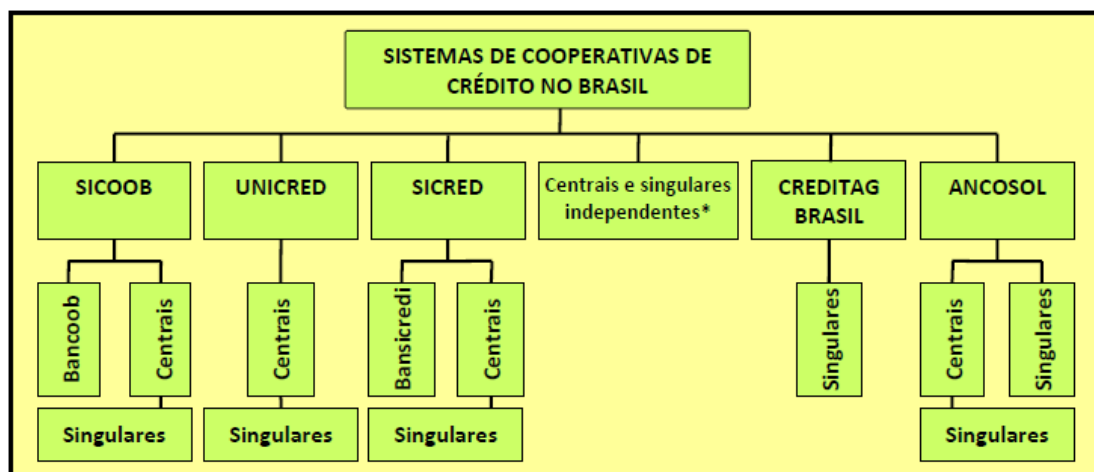 SISTEMAS DE COOPERATIVAS DE
CRÉDITO NO BRASIL
SICOOB
UNICRED
SICRED
Centrais e singulares
independentes*
CREDITAG
BRASIL
ANCOSOL
Bancoob
Centrais
Centrais
Bansicredi
Centrais
Singulares
Centrais
Singulares
Singulares
Singulares
Singulares
Singulares